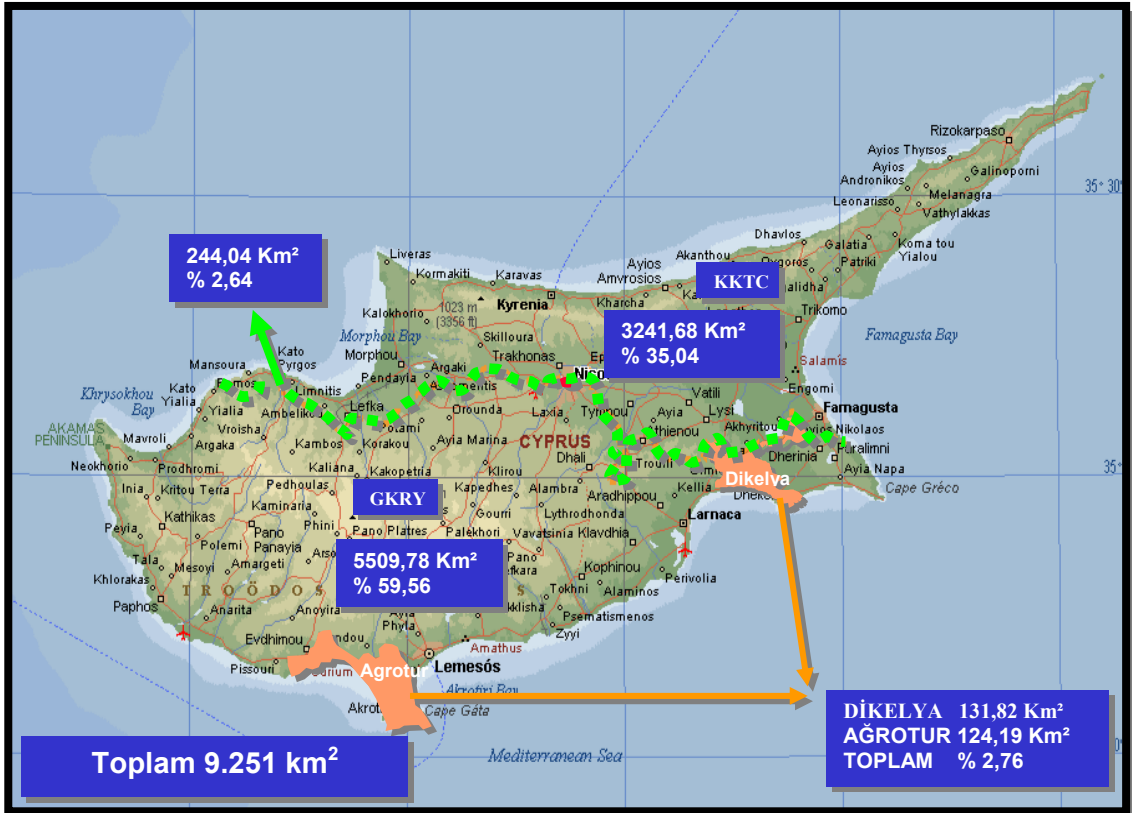 Rizokarpaso
Ayios Thyrsos
Ayios
Andronikos
Galinoporni
35° 30
Melanagra
Leonarisso
Vathylakkas
Dhavlos
Galatia
Koma tou
Yialou
244,04 Km²
% 2,64
Liveras
Akanthou
Patriki
Kormakiti
Karavas
Ayios
Amvrosios
KKTC
Kyrenia
Kharcha
1023 m
(3356 ft)
Kalokhorio
Trikomo
3241,68 Km²
% 35,04
Morphou Bay
Famagusta Bay
Skilloura
Kato
Pyrgos
Morphou
Trakhonas
Mansoura
Argaki
Salamis
Pendayia
Khrysokhou
Bay
Kato
Yialia
Limnitis
Engomi
Vatili
Yialia
Ambelikou
Lefka
Orounda
Laxia
Ayia
Lysi
Famagusta
AKAMAS
PENINSULA
Vroisha
Akhyritou
Nikolaos
Mavroli
Argaka
Kambos
Korakou
Ayia Marina
CYPRUS
Athienou
Dherinia
Neokhorio
Prodhromi
Kaliana
Kakopetria
Klirou
Dhali
Ayia Napa
35°
Dikelya
Inia
Kritou Terra
Pedhoulas
GKRY
Kapedhes
Alambra
Aradhippou
Kellia
Cape Gréco
Kaminaria
Gourri
Lythrodhonda
Larnaca
Peyia
Kathikas
Phini
Pano Platres
Palekhori
Vavatsinia
Klavdhia
Polemi
Pano
Panayia
5509,78 Km²
% 59,56
Pano
Tala
Mesoyi
Amargeti
Kophinou
Khlorakas
Tokhni
Alaminos
Perivolia
TROÖDOS
Paphos
Anarita
Anoyira
Psematismenos
Phyla
Zyyi
Evdhimou
Amathus
Pissouri
Agrotur
Lemesós
Akrotiri Bay
Cape Gáta
DİKELYA 131,82 Km²
AĞROTUR 124,19 Km²
TOPLAM % 2,76
Toplam 9.251 km²
Mediterranean Sea